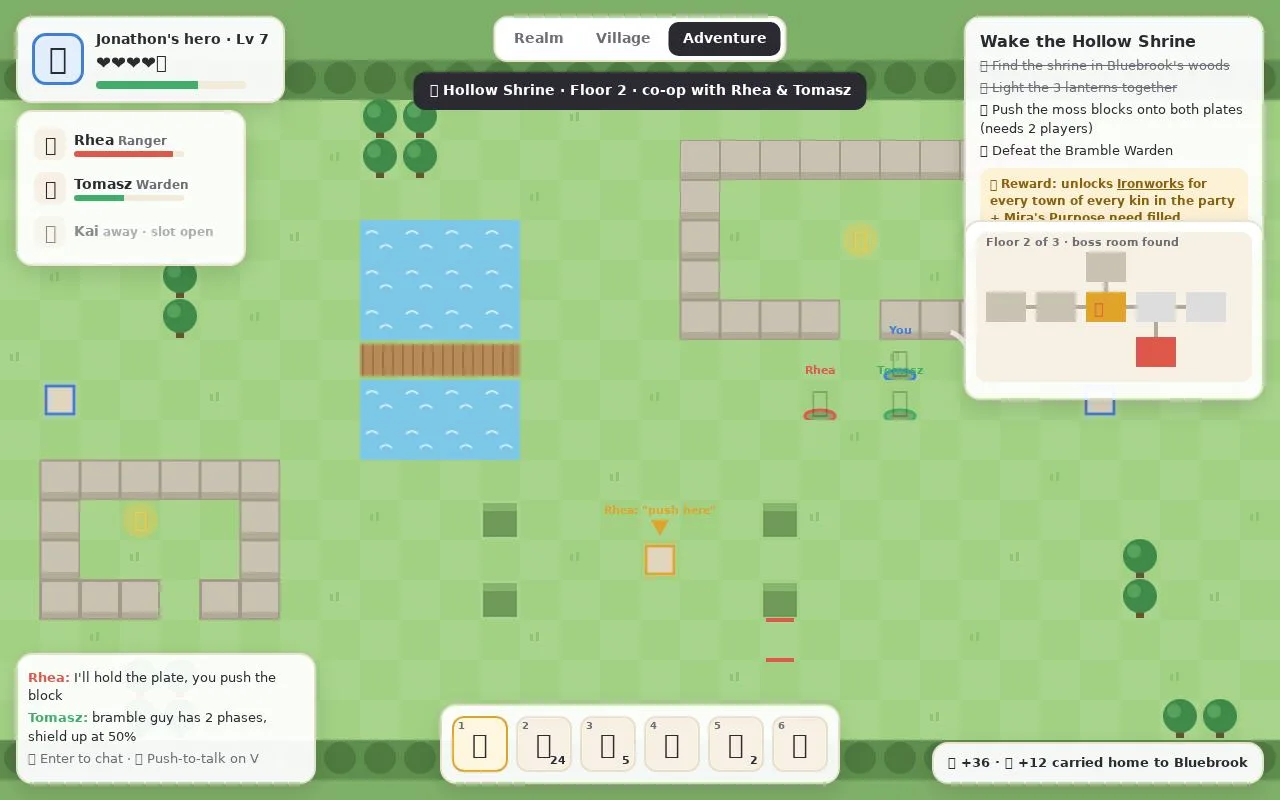 Jonathon's hero · Lv 7
Realm
Village
Adventure
Hollow Shrine · Floor 2 · co-op with Rhea & Tomasz
Wake the Hollow Shrine
Find the shrine in Bluebrook's woods
Light the 3 lanterns together
Push the moss blocks onto both plates
(needs 2 players)
Defeat the Bramble Warden
Reward: unlocks Ironworks for
every town of every kin in the party
+ Mira's Purpose need filled
Rhea Ranger
Tomasz Warden
Kai away · slot open
Floor 2 of 3 · boss room found
You
Rhea
Tomasz
Rhea: "push here"
Rhea: I'll hold the plate, you push the
block
Tomasz: bramble guy has 2 phases,
shield up at 50%
Enter to chat · Push-to-talk on V
1
2
24
3
5
4
5
2
6
+36 · +12 carried home to Bluebrook